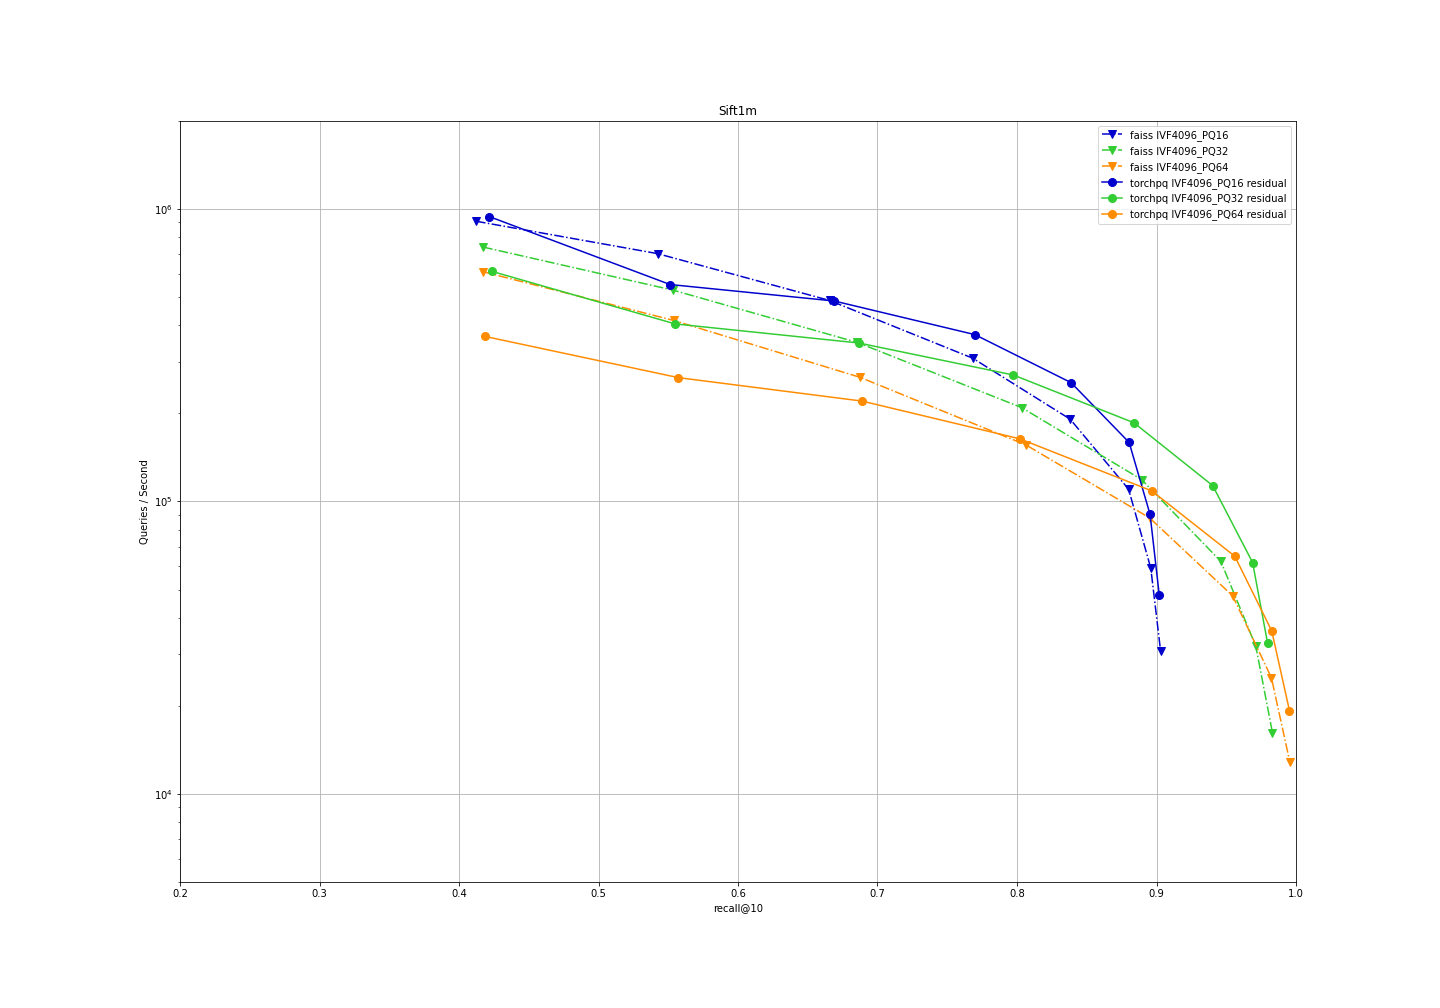 Sift1m
faiss IVF4096_PQ16
faiss IVF4096_PQ32
faiss IVF4096_PQ64
torchpq IVF4096_PQ16 residual
torchpq IVF4096_PQ32 residual
torchpq IVF4096_PQ64 residual
10⁶
10⁵
10⁴
Queries / Second
0.2 0.3 0.4 0.5 0.6 0.7 0.8 0.9 1.0
recall@10